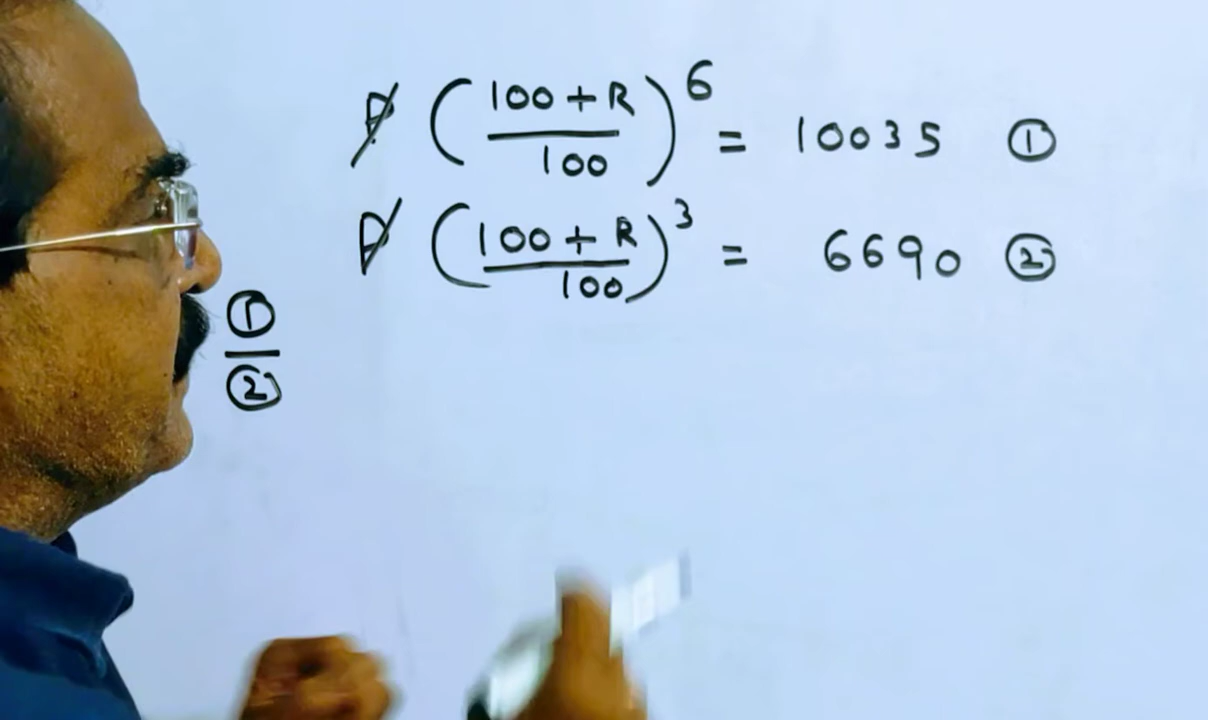 P ( (100 + R) / 100 )^6 = 10035 ①
P ( (100 + R) / 100 )^3 = 6690 ②
① / ②